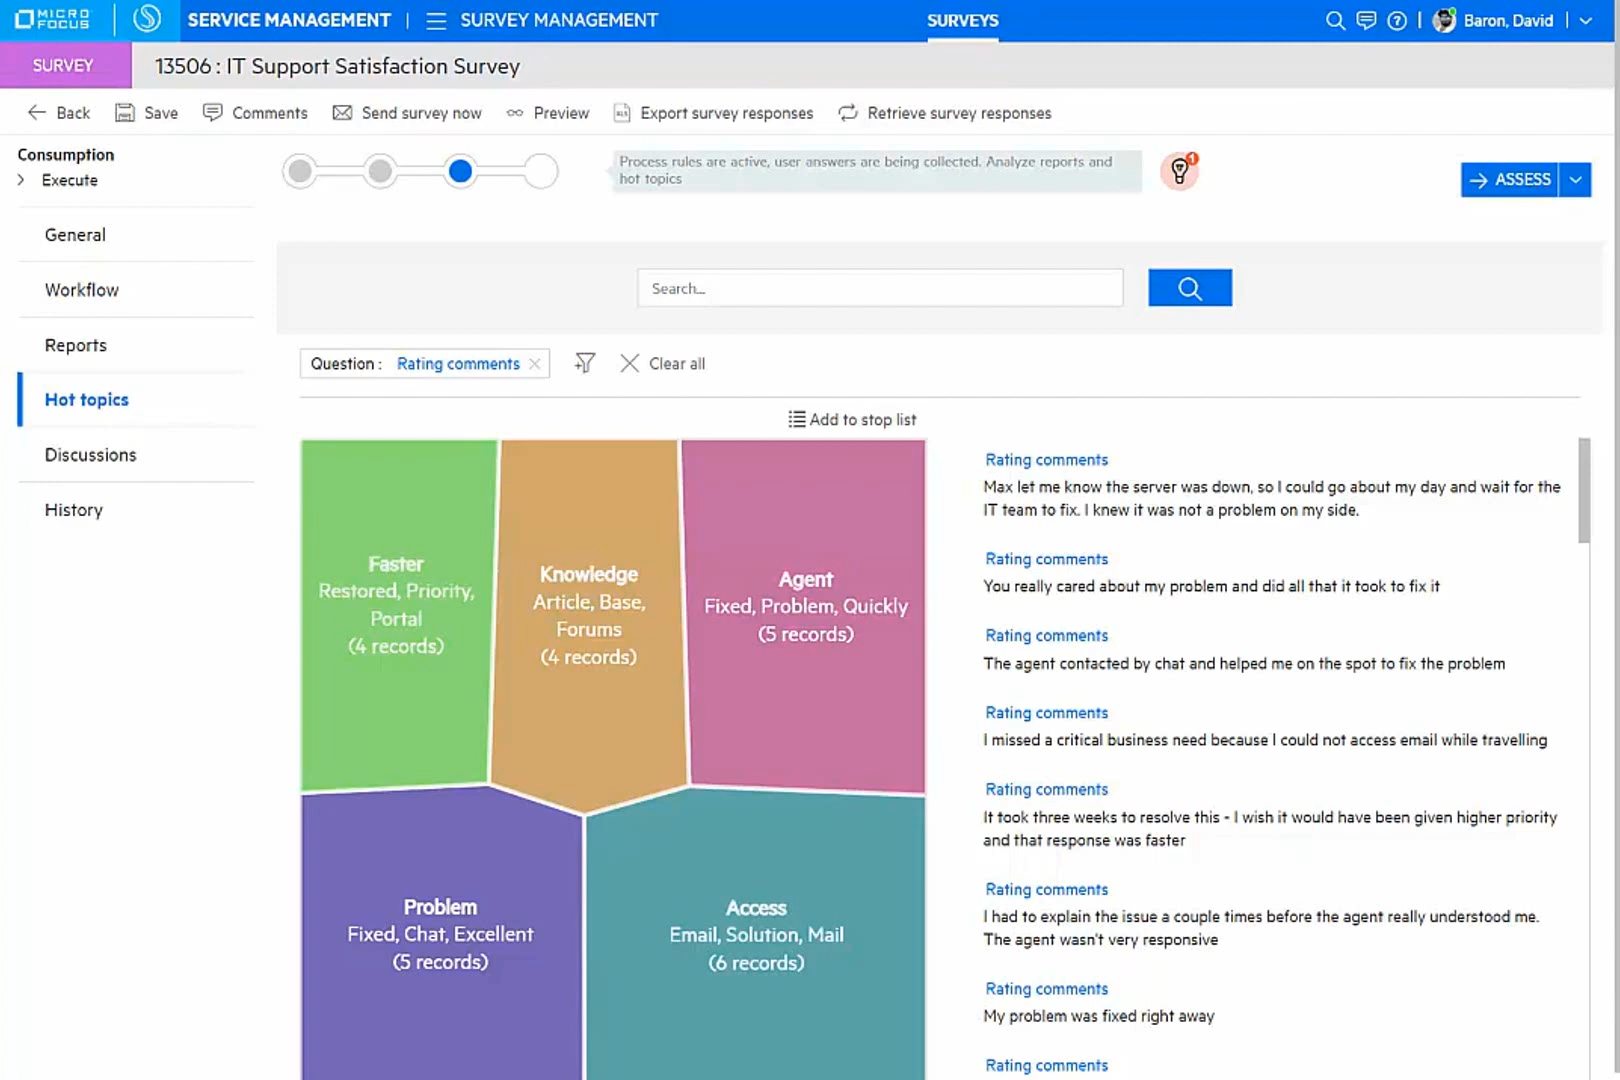 MICRO
FOCUS
SERVICE MANAGEMENT | SURVEY MANAGEMENT
SURVEYS
Baron, David
SURVEY
13506 : IT Support Satisfaction Survey
Back
Save
Comments
Send survey now
Preview
XLS
Export survey responses
Retrieve survey responses
Consumption
Execute
Process rules are active, user answers are being collected. Analyze reports and
hot topics
1
ASSESS
General
Workflow
Reports
Hot topics
Discussions
History
Search...
Question : Rating comments
Clear all
Add to stop list
Faster
Restored, Priority,
Portal
(4 records)
Knowledge
Article, Base,
Forums
(4 records)
Agent
Fixed, Problem, Quickly
(5 records)
Problem
Fixed, Chat, Excellent
(5 records)
Access
Email, Solution, Mail
(6 records)
Rating comments
Max let me know the server was down, so I could go about my day and wait for the
IT team to fix. I knew it was not a problem on my side.
Rating comments
You really cared about my problem and did all that it took to fix it
Rating comments
The agent contacted by chat and helped me on the spot to fix the problem
Rating comments
I missed a critical business need because I could not access email while travelling
Rating comments
It took three weeks to resolve this - I wish it would have been given higher priority
and that response was faster
Rating comments
I had to explain the issue a couple times before the agent really understood me.
The agent wasn't very responsive
Rating comments
My problem was fixed right away
Rating comments